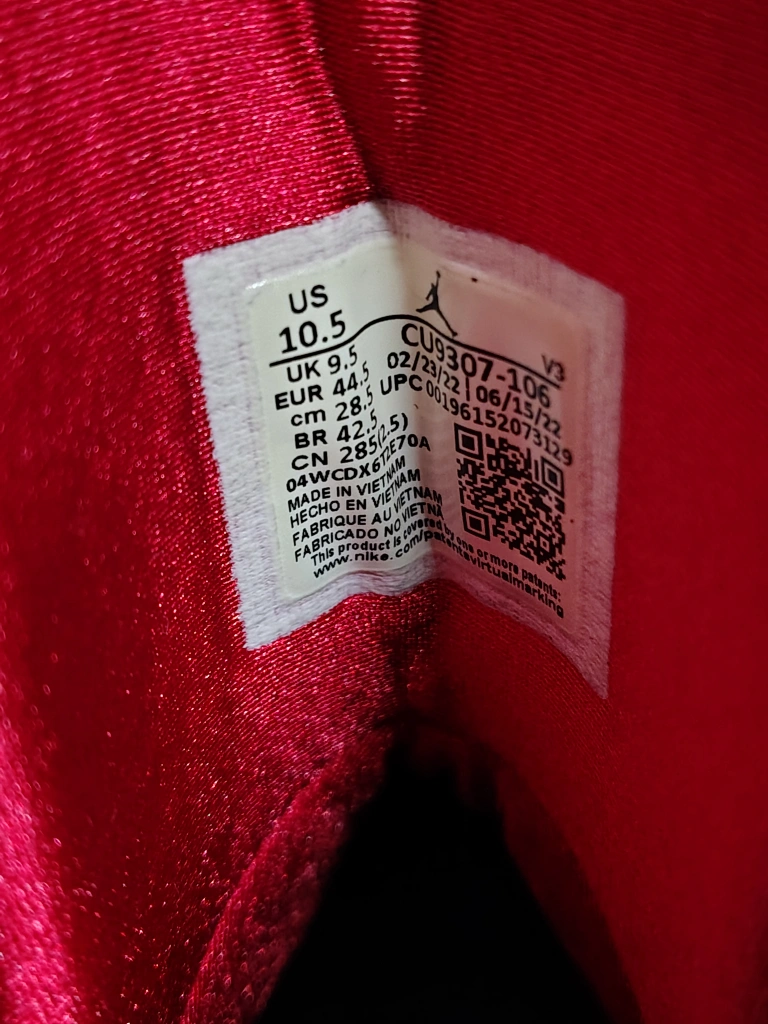 US
10.5
UK 9.5
EUR 44.5
cm 28.5
BR 42.5
CN 285(2.5)
04WCDX6T2E70A
MADE IN VIETNAM
HECHO EN VIETNAM
FABRIQUE AU VIETNAM
FABRICADO NO VIETNA
V3
CU9307-106
02/23/22 | 06/15/22
UPC 00196152073129
This product is covered by one or more patents:
www.nike.com/patentsvirtualmarking